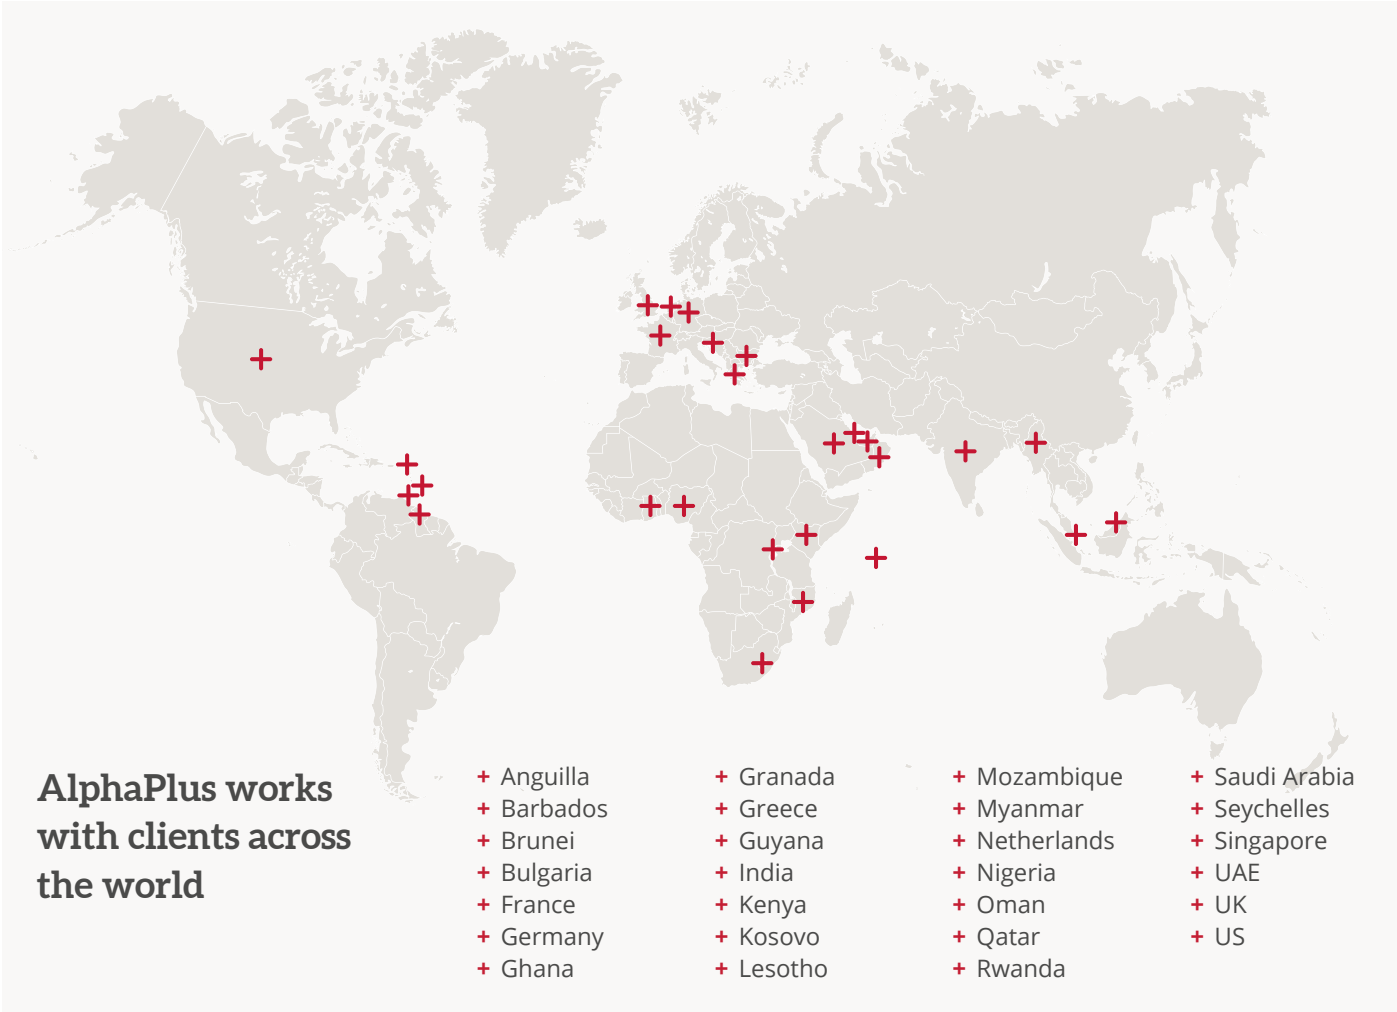 AlphaPlus works
with clients across
the world
+ Anguilla
+ Barbados
+ Brunei
+ Bulgaria
+ France
+ Germany
+ Ghana
+ Granada
+ Greece
+ Guyana
+ India
+ Kenya
+ Kosovo
+ Lesotho
+ Mozambique
+ Myanmar
+ Netherlands
+ Nigeria
+ Oman
+ Qatar
+ Rwanda
+ Saudi Arabia
+ Seychelles
+ Singapore
+ UAE
+ UK
+ US